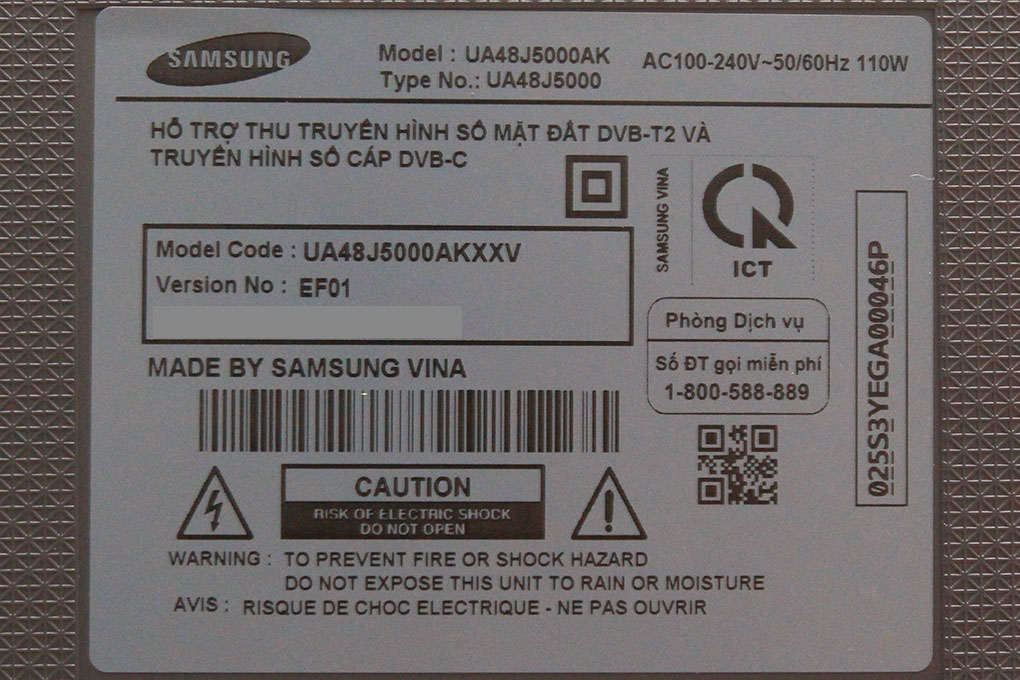 SAMSUNG
Model : UA48J5000AK
Type No.: UA48J5000
AC100-240V~50/60Hz 110W
HỖ TRỢ THU TRUYỀN HÌNH SỐ MẶT ĐẤT DVB-T2 VÀ
TRUYỀN HÌNH SỐ CÁP DVB-C
SAMSUNG VINA
ICT
Model Code : UA48J5000AKXXV
Version No : EF01
Phòng Dịch vụ
Số ĐT gọi miễn phí
1-800-588-889
025S3YEGA00046P
MADE BY SAMSUNG VINA
CAUTION
RISK OF ELECTRIC SHOCK
DO NOT OPEN
WARNING : TO PREVENT FIRE OR SHOCK HAZARD
DO NOT EXPOSE THIS UNIT TO RAIN OR MOISTURE
AVIS : RISQUE DE CHOC ELECTRIQUE - NE PAS OUVRIR